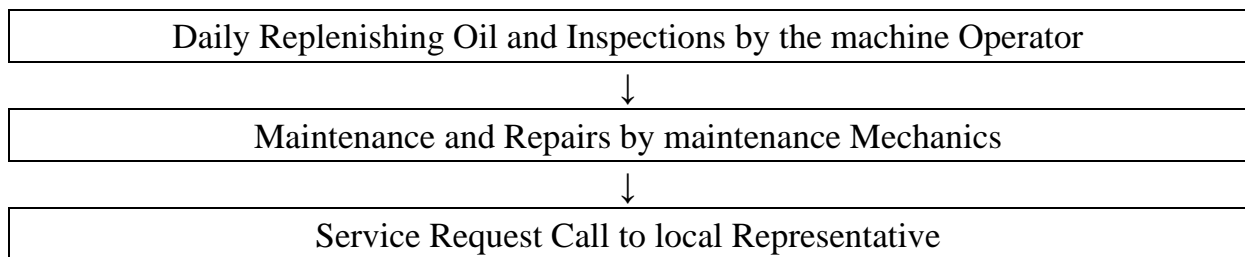 Daily Replenishing Oil and Inspections by the machine Operator
↓
Maintenance and Repairs by maintenance Mechanics
↓
Service Request Call to local Representative